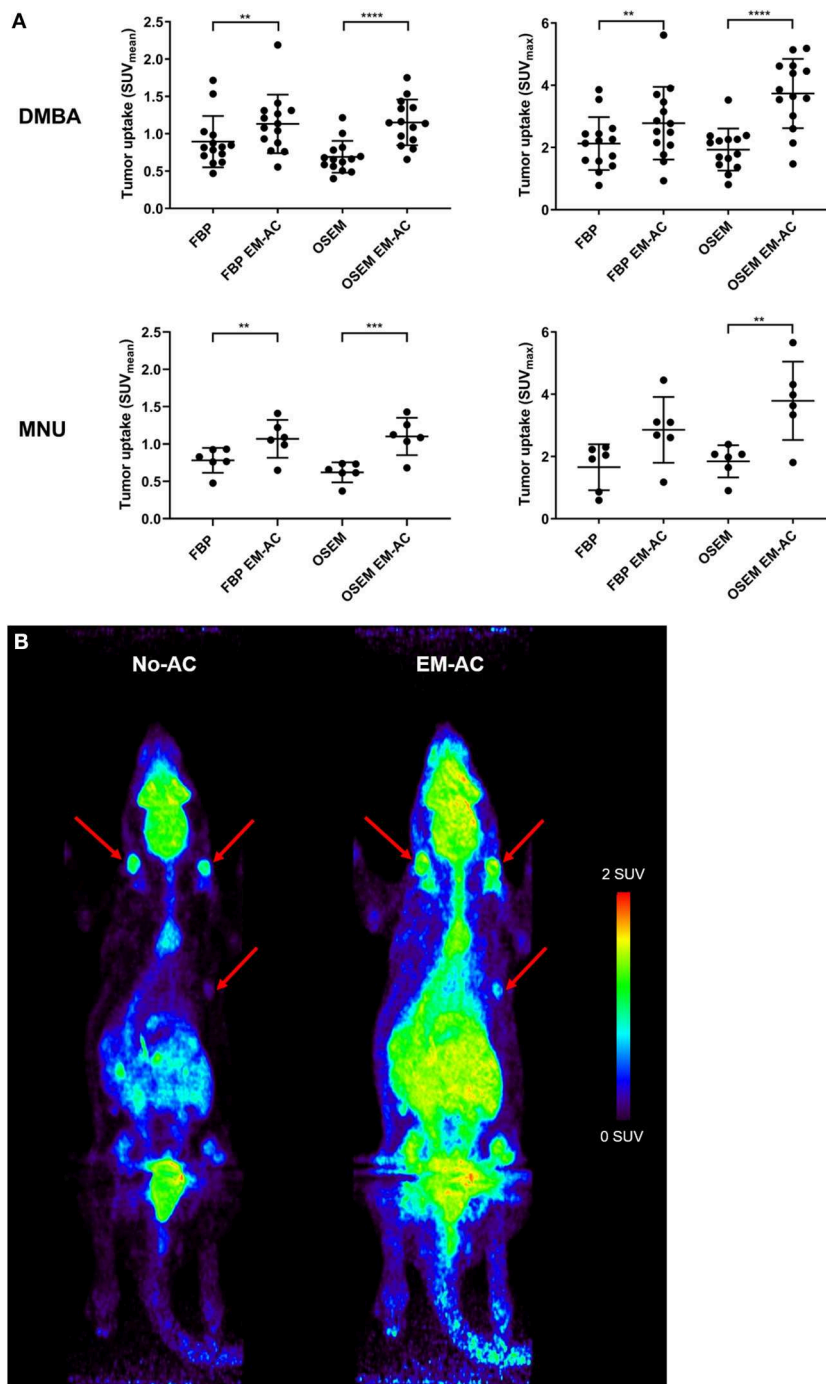 A
DMBA
Tumor uptake (SUVmean)
2.5
2.0
1.5
1.0
0.5
0.0
** ****
FBP
FBP EM-AC
OSEM
OSEM EM-AC
Tumor uptake (SUVmax)
6
4
2
0
** ****
FBP
FBP EM-AC
OSEM
OSEM EM-AC
MNU
Tumor uptake (SUVmean)
2.5
2.0
1.5
1.0
0.5
0.0
** ***
FBP
FBP EM-AC
OSEM
OSEM EM-AC
Tumor uptake (SUVmax)
6
4
2
0
**
FBP
FBP EM-AC
OSEM
OSEM EM-AC
B
No-AC EM-AC
2 SUV
0 SUV